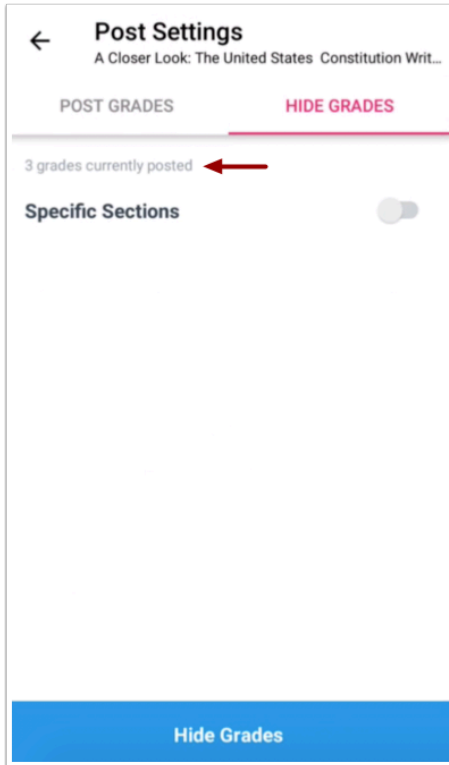 Post Settings
A Closer Look: The United States Constitution Writ...
POST GRADES
HIDE GRADES
3 grades currently posted
Specific Sections
Hide Grades